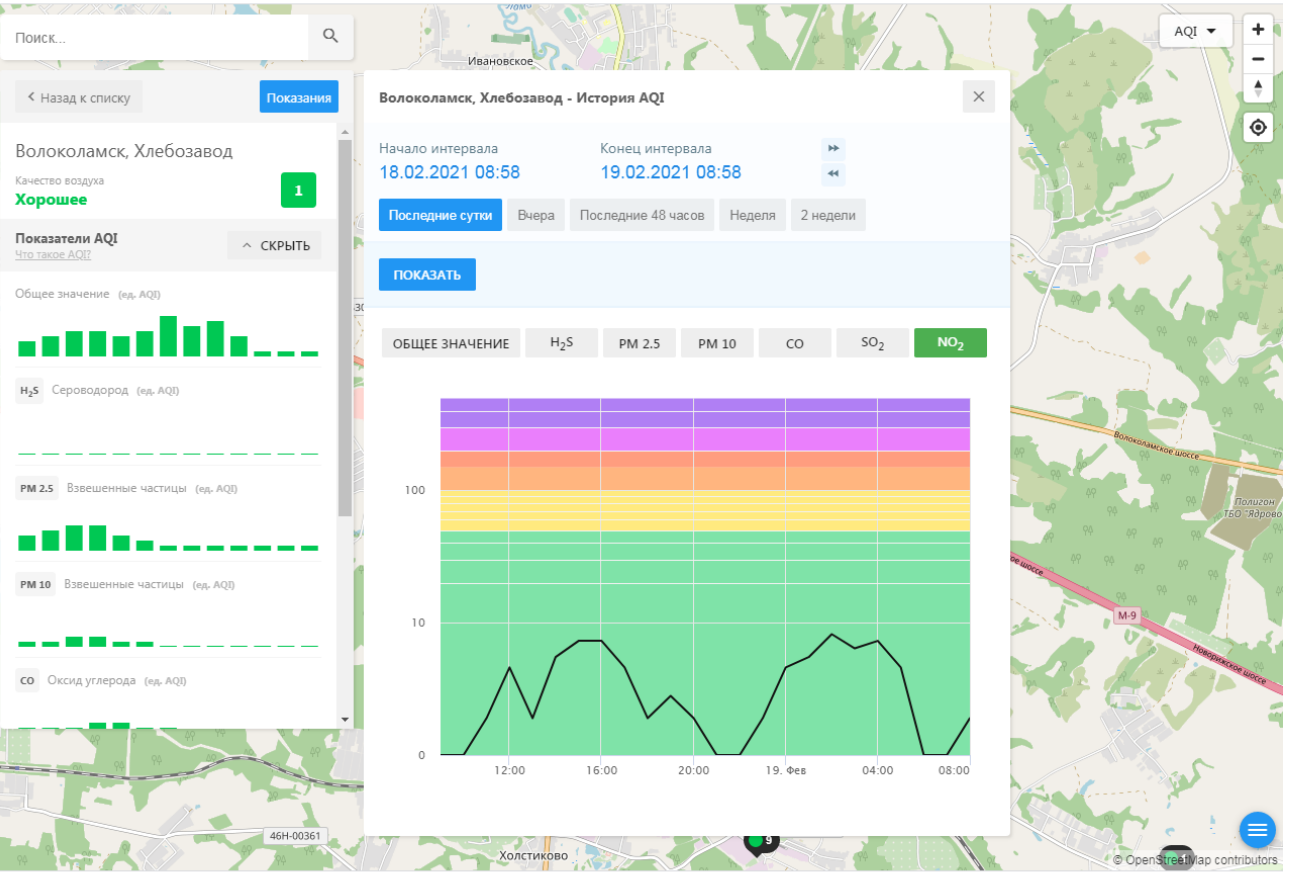 Поиск...
AQI
Ивановское
Назад к списку
Показания
Волоколамск, Хлебозавод
Качество воздуха
Хорошее
1
Показатели AQI
Что такое AQI?
СКРЫТЬ
Общее значение (ед. AQI)
H₂S Сероводород (ед. AQI)
PM 2.5 Взвешенные частицы (ед. AQI)
PM 10 Взвешенные частицы (ед. AQI)
CO Оксид углерода (ед. AQI)
Волоколамск, Хлебозавод - История AQI
Начало интервала
18.02.2021 08:58
Конец интервала
19.02.2021 08:58
Последние сутки
Вчера
Последние 48 часов
Неделя
2 недели
ПОКАЗАТЬ
ОБЩЕЕ ЗНАЧЕНИЕ
H₂S
PM 2.5
PM 10
CO
SO₂
NO₂
100
10
0
12:00
16:00
20:00
19. Фев
04:00
08:00
Волоколамское шоссе
Полигон
ТБО "Ядрово
М-9
Новорижское шоссе
46Н-00361
Холстиково
9
© OpenStreetMap contributors